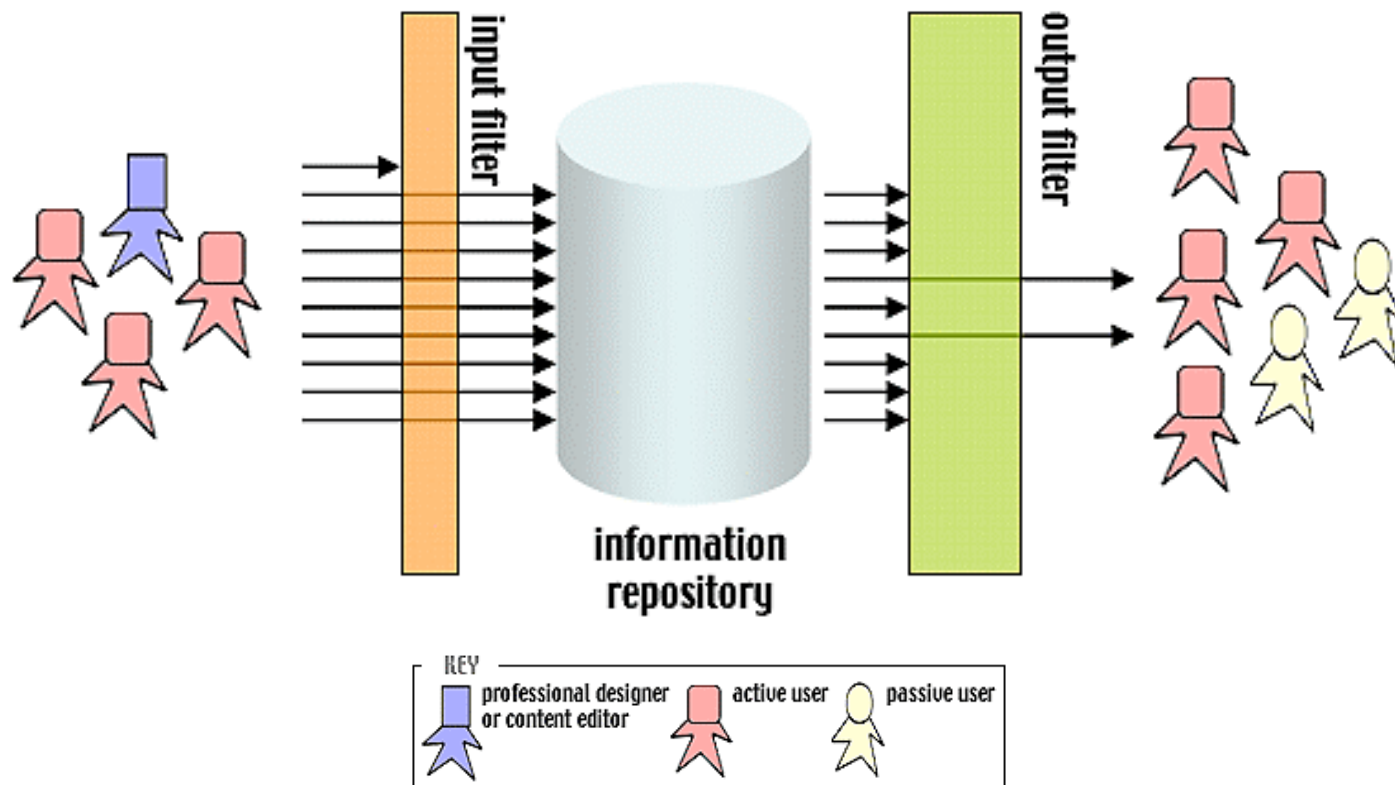 input filter
output filter
information
repository
KEY
professional designer
or content editor
active user
passive user